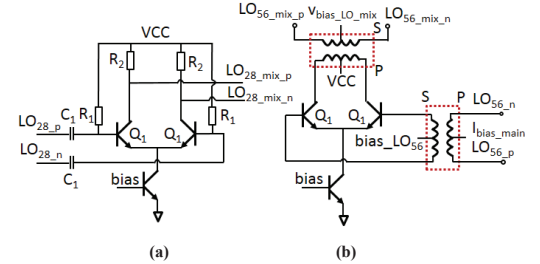 LO56_mix_p Vbias_LO_mix LO56_mix_n
S
P
VCC
VCC
R1 R2 R2
LO28_mix_p
LO28_mix_n
R1
LO28_p C1
Q1 Q1
LO28_n
C1
bias
(a)
Q1 Q1
S P LO56_n
bias_LO56
Ibias_main
LO56_p
bias
(b)